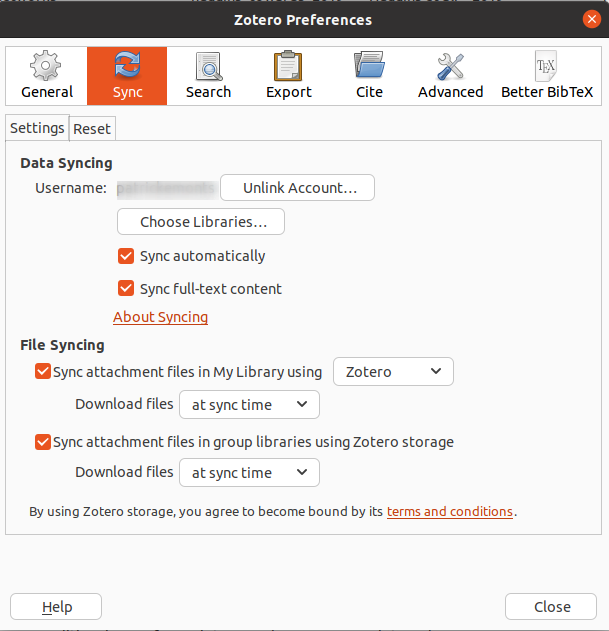 Zotero Preferences
General Sync Search Export Cite Advanced Better BibTeX
Settings Reset
Data Syncing
Username: Unlink Account...
Choose Libraries...
Sync automatically
Sync full-text content
About Syncing
File Syncing
Sync attachment files in My Library using Zotero
Download files at sync time
Sync attachment files in group libraries using Zotero storage
Download files at sync time
By using Zotero storage, you agree to become bound by its terms and conditions.
Help Close